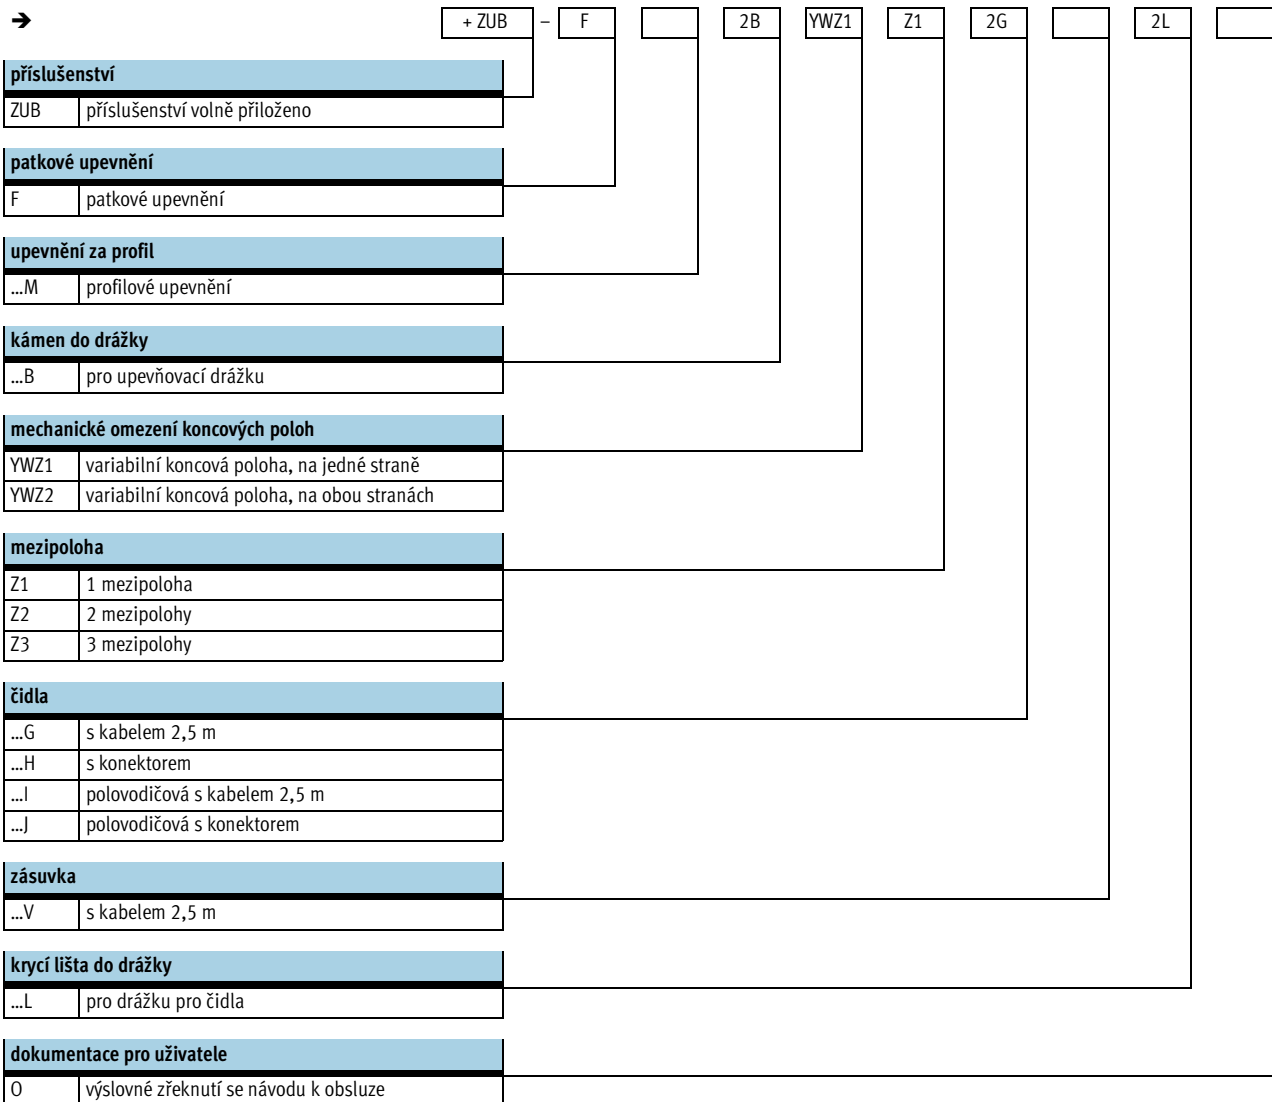 ➔ + ZUB – F 2B YWZ1 Z1 2G 2L
příslušenství
ZUB příslušenství volně přiloženo
patkové upevnění
F patkové upevnění
upevnění za profil
...M profilové upevnění
kámen do drážky
...B pro upevňovací drážku
mechanické omezení koncových poloh
YWZ1 variabilní koncová poloha, na jedné straně
YWZ2 variabilní koncová poloha, na obou stranách
mezipoloha
Z1 1 mezipoloha
Z2 2 mezipolohy
Z3 3 mezipolohy
čidla
...G s kabelem 2,5 m
...H s konektorem
...I polovodičová s kabelem 2,5 m
...J polovodičová s konektorem
zásuvka
...V s kabelem 2,5 m
krycí lišta do drážky
...L pro drážku pro čidla
dokumentace pro uživatele
O výslovné zřeknutí se návodu k obsluze